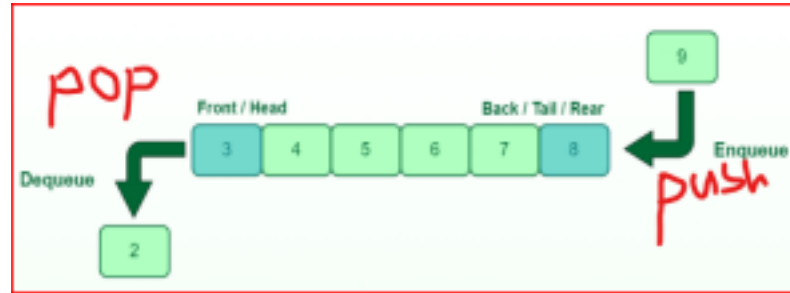 9
pop
Front / Head
Back / Tail / Rear
3 4 5 6 7 8
Enqueue
Dequeue
push
2